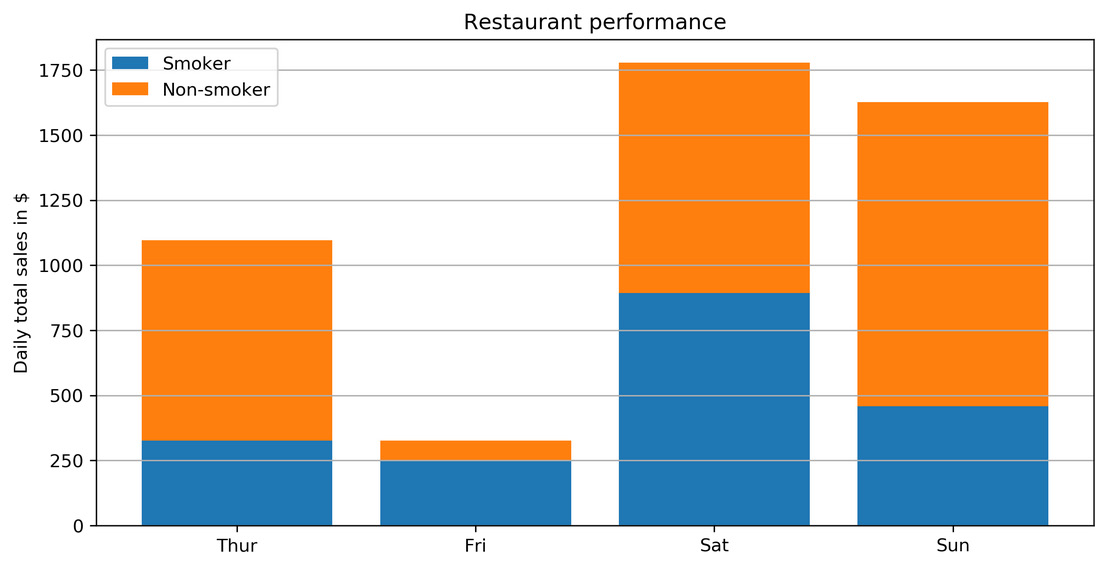 Restaurant performance
Smoker
Non-smoker
Daily total sales in $
1750
1500
1250
1000
750
500
250
0
Thur Fri Sat Sun